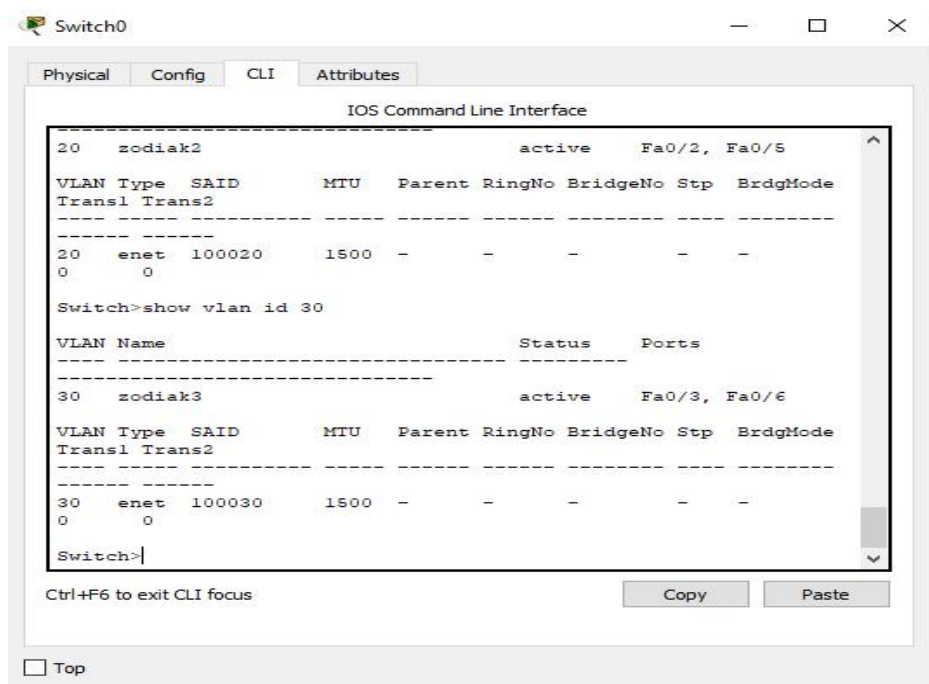 Switch0
Physical Config CLI Attributes
IOS Command Line Interface
--------------------------------
20 zodiak2 active Fa0/2, Fa0/5
VLAN Type SAID MTU Parent RingNo BridgeNo Stp BrdgMode
Trans1 Trans2
---- ----- ---------- ----- ------ ------ -------- ---- --------
------ ------
20 enet 100020 1500 - - - - -
0 0
Switch>show vlan id 30
VLAN Name Status Ports
---- -------------------------------- ---------
-------------------------------
30 zodiak3 active Fa0/3, Fa0/6
VLAN Type SAID MTU Parent RingNo BridgeNo Stp BrdgMode
Trans1 Trans2
---- ----- ---------- ----- ------ ------ -------- ---- --------
------ ------
30 enet 100030 1500 - - - - -
0 0
Switch>
Ctrl+F6 to exit CLI focus
Copy Paste
Top